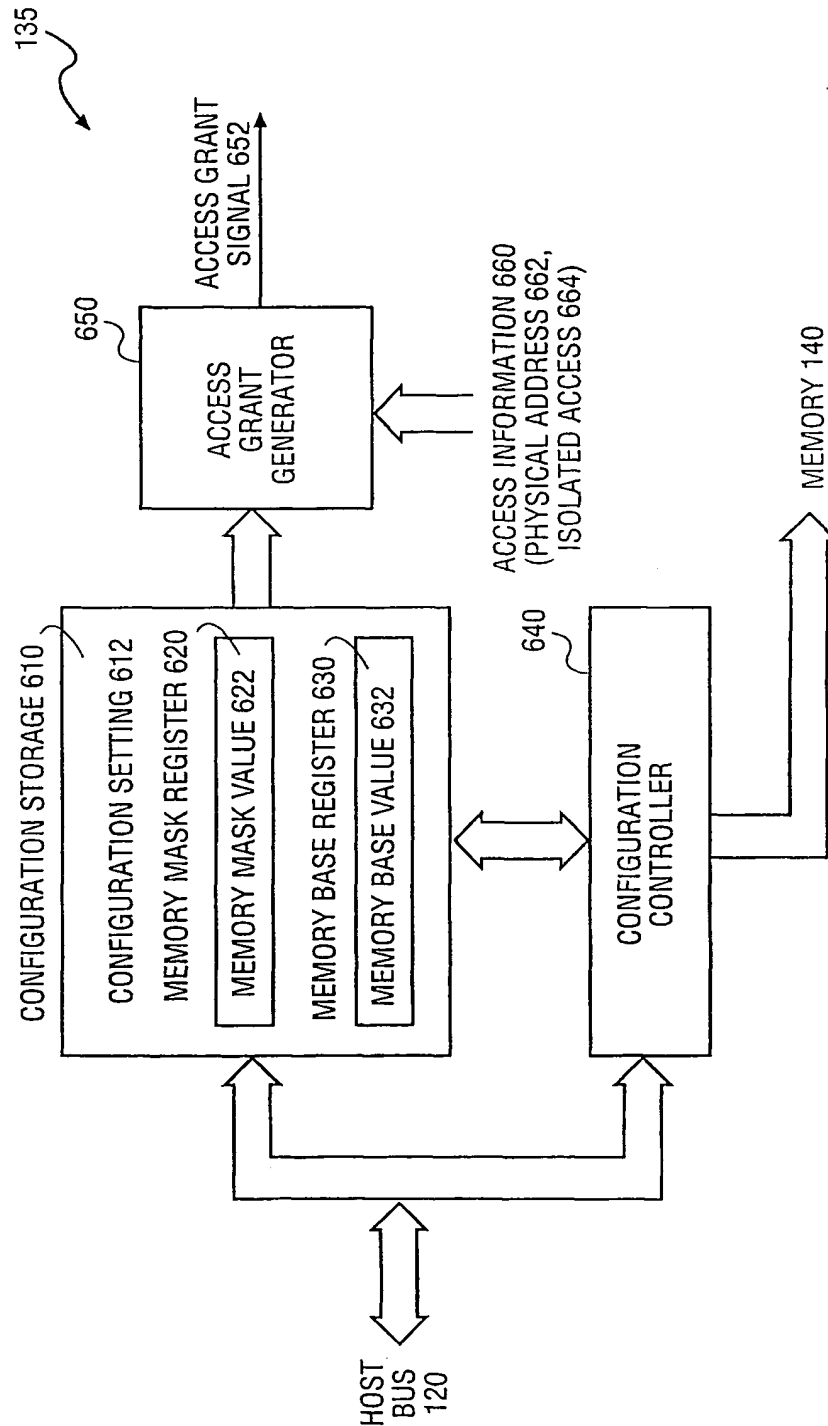 135
CONFIGURATION STORAGE 610
CONFIGURATION SETTING 612
MEMORY MASK REGISTER 620
MEMORY MASK VALUE 622
MEMORY BASE REGISTER 630
MEMORY BASE VALUE 632
650
ACCESS
GRANT
GENERATOR
ACCESS GRANT
SIGNAL 652
HOST
BUS
120
ACCESS INFORMATION 660
(PHYSICAL ADDRESS 662,
ISOLATED ACCESS 664)
640
CONFIGURATION
CONTROLLER
MEMORY 140